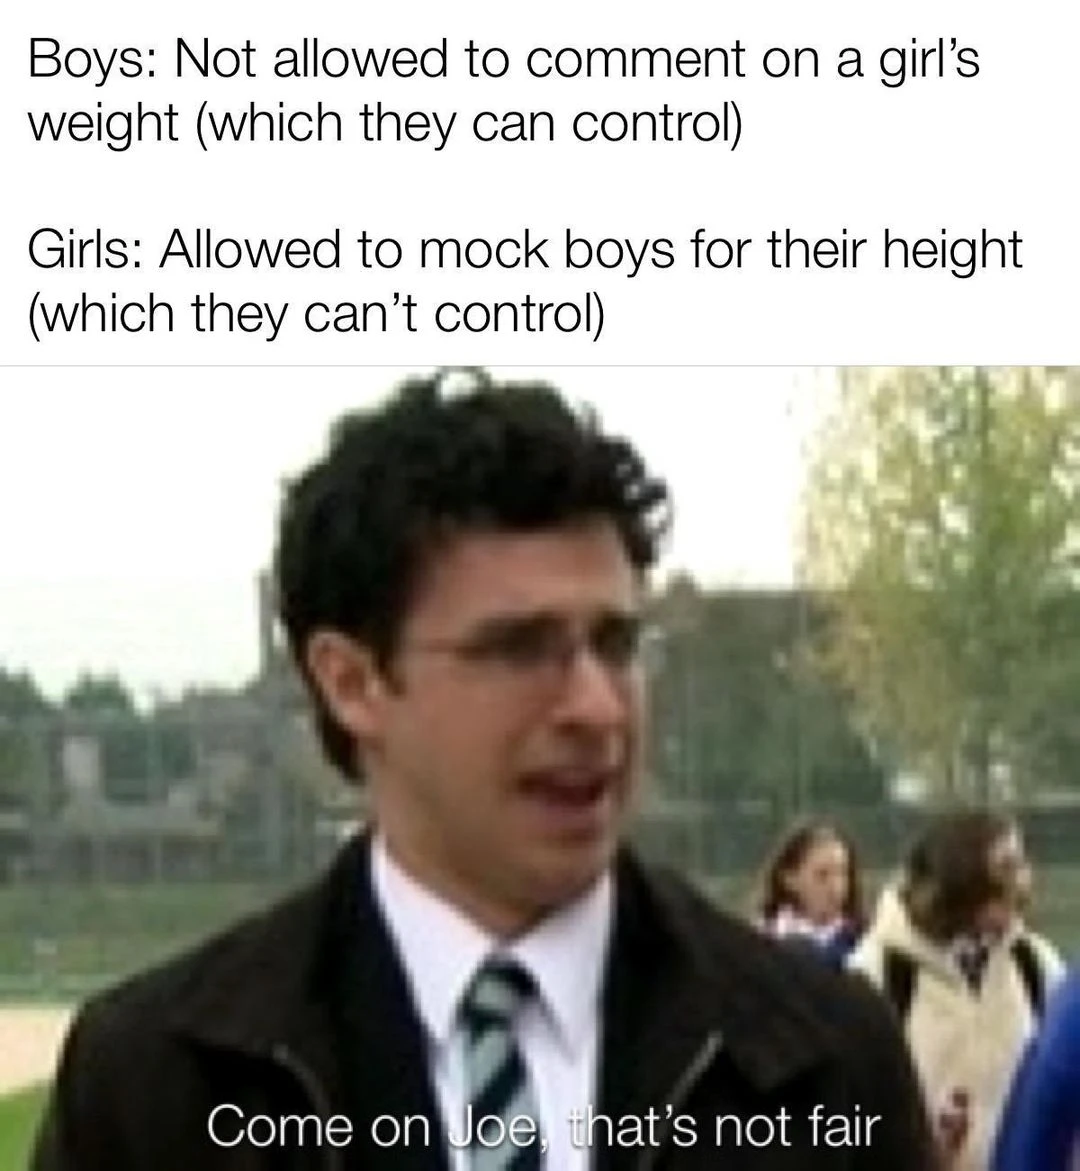 Boys: Not allowed to comment on a girl’s
weight (which they can control)
Girls: Allowed to mock boys for their height
(which they can’t control)
Come on Joe, that’s not fair